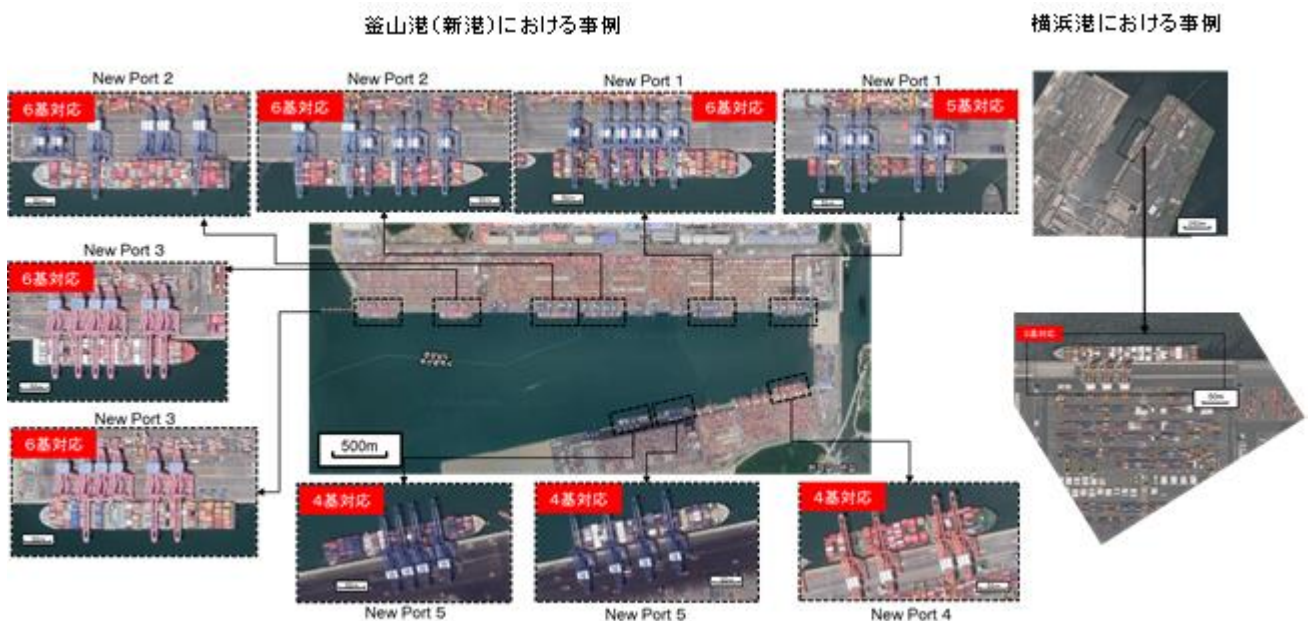 釜山港(新港)における事例
横浜港における事例
New Port 2
New Port 2
New Port 1
New Port 1
6基対応
6基対応
6基対応
5基対応
New Port 3
6基対応
New Port 3
6基対応
500m
4基対応
4基対応
4基対応
New Port 5
New Port 5
New Port 4
50m